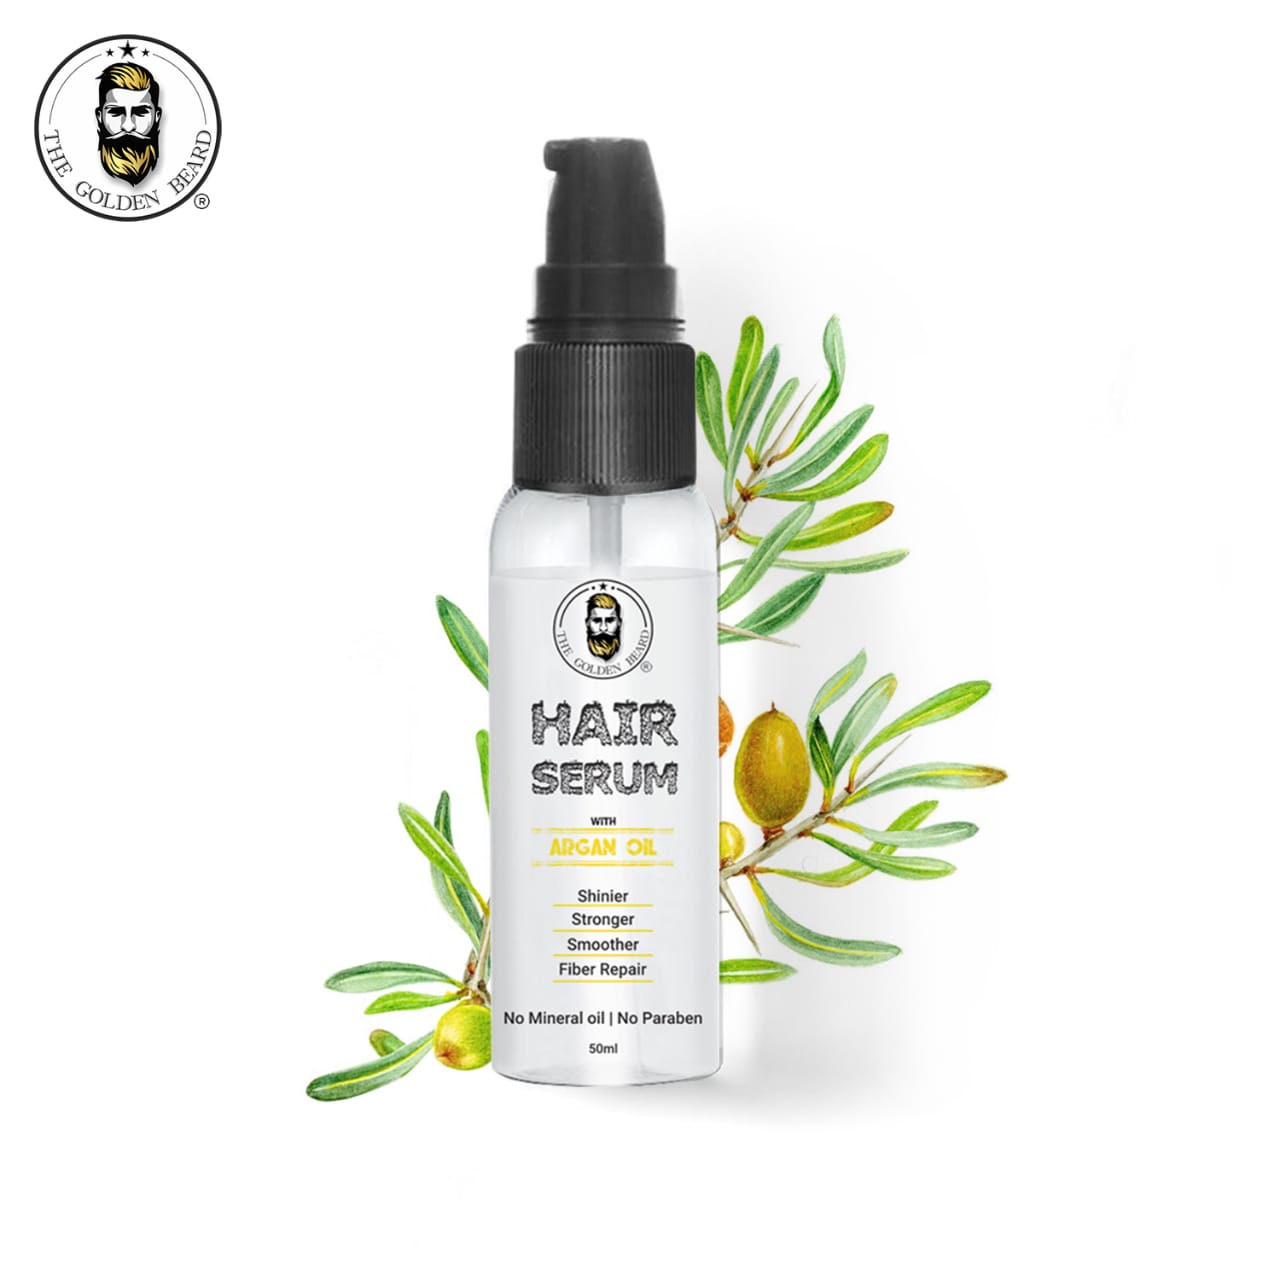 THE GOLDEN BEARD ®
THE GOLDEN BEARD ®
HAIR
SERUM
WITH
ARGAN OIL
Shinier
Stronger
Smoother
Fiber Repair
No Mineral oil | No Paraben
50ml